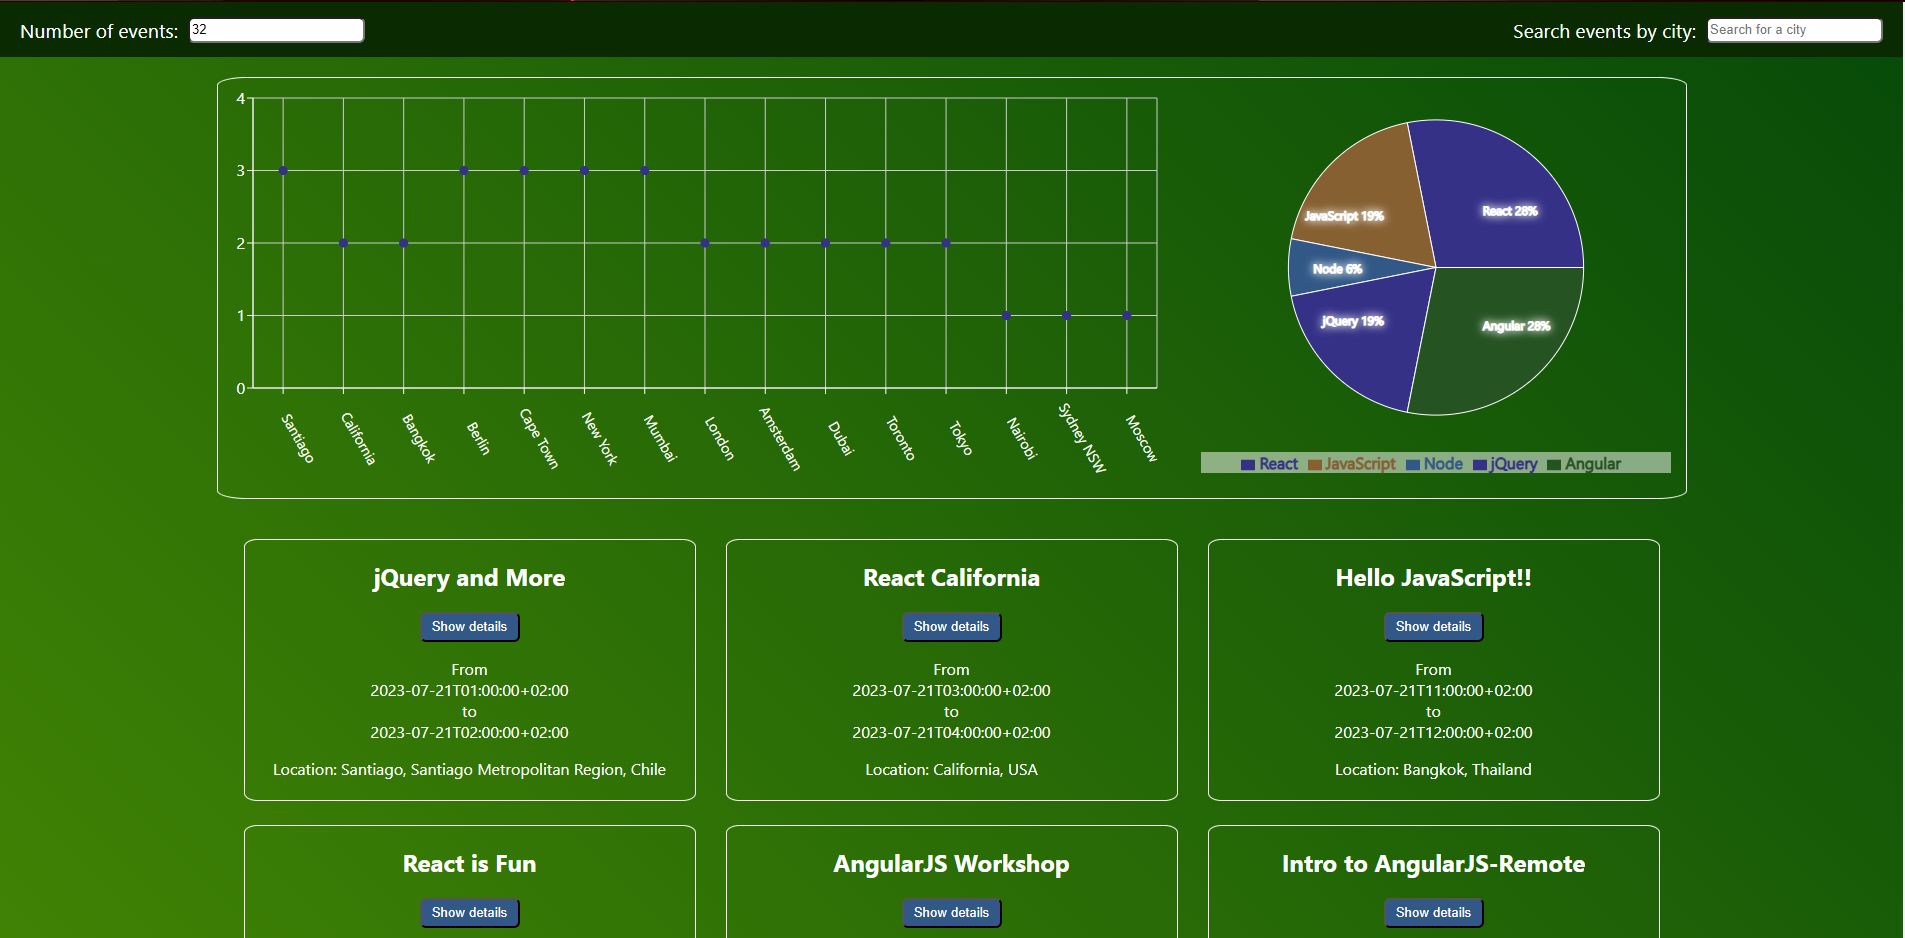 Number of events: 32
Search events by city: Search for a city
4
3
2
1
0
Santiago
California
Bangkok
Berlin
Cape Town
New York
Mumbai
London
Amsterdam
Dubai
Toronto
Tokyo
Nairobi
Sydney NSW
Moscow
React 28%
JavaScript 19%
Node 6%
jQuery 19%
Angular 28%
React JavaScript Node jQuery Angular
jQuery and More
Show details
From
2023-07-21T01:00:00+02:00
to
2023-07-21T02:00:00+02:00
Location: Santiago, Santiago Metropolitan Region, Chile
React California
Show details
From
2023-07-21T03:00:00+02:00
to
2023-07-21T04:00:00+02:00
Location: California, USA
Hello JavaScript!!
Show details
From
2023-07-21T11:00:00+02:00
to
2023-07-21T12:00:00+02:00
Location: Bangkok, Thailand
React is Fun
Show details
AngularJS Workshop
Show details
Intro to AngularJS-Remote
Show details